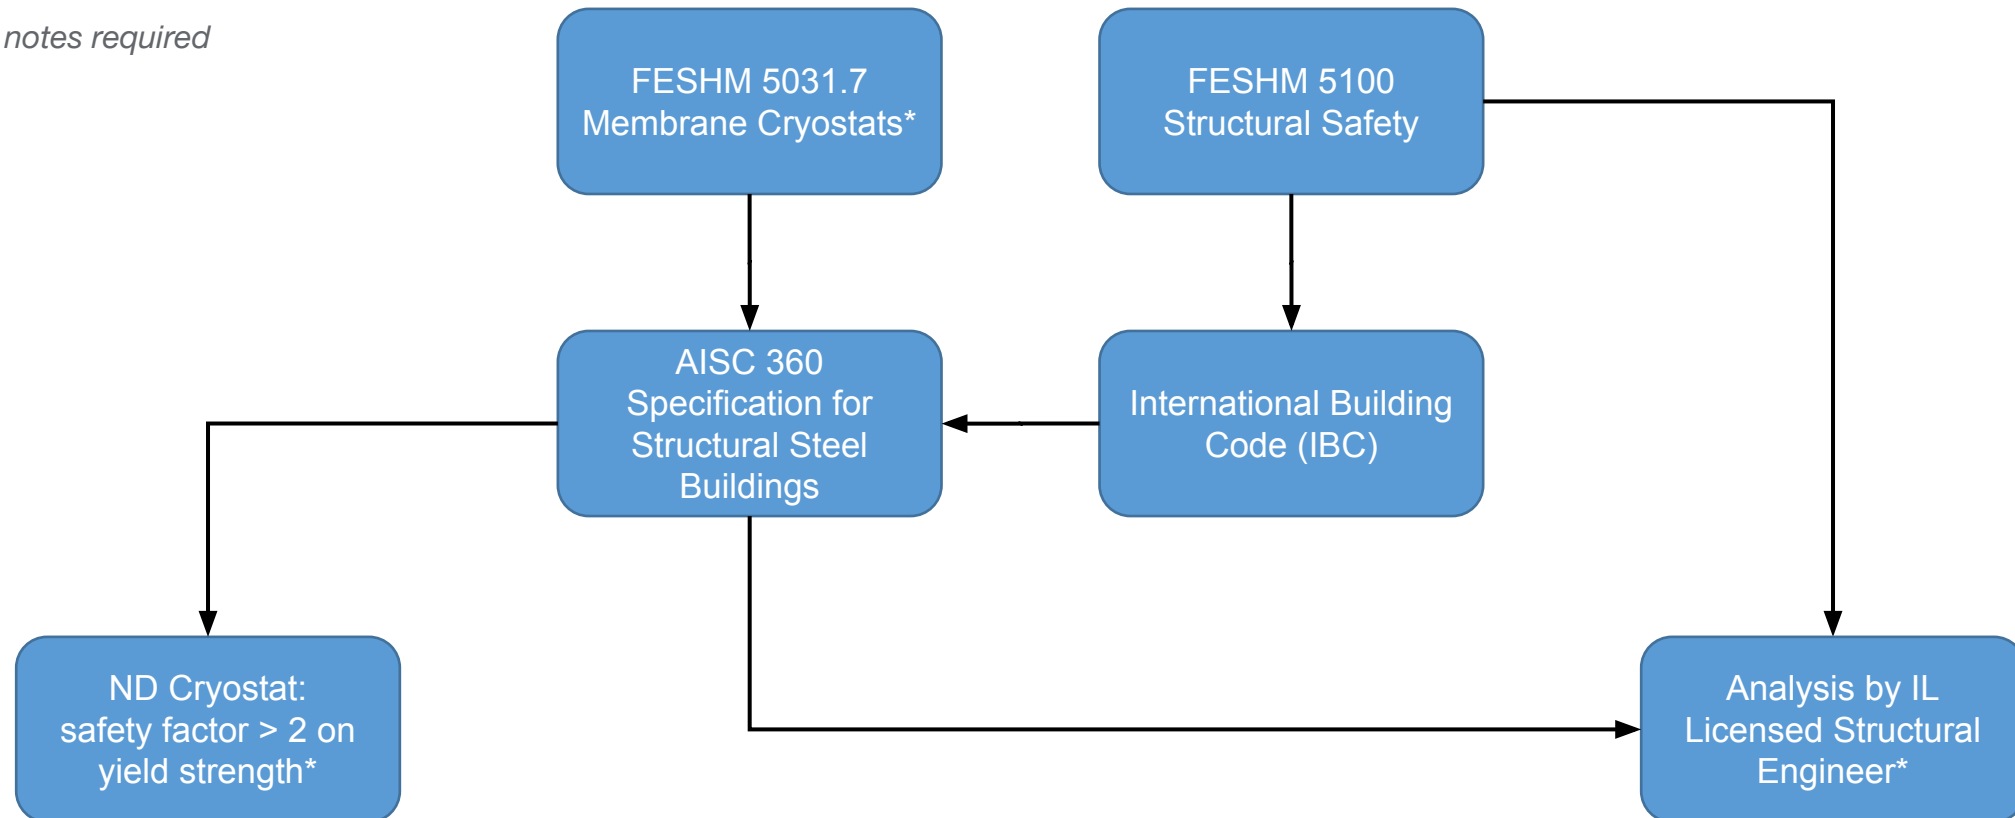 notes required
FESHM 5031.7
Membrane Cryostats*
FESHM 5100
Structural Safety
AISC 360
Specification for
Structural Steel
Buildings
International Building
Code (IBC)
ND Cryostat:
safety factor > 2 on
yield strength*
Analysis by IL
Licensed Structural
Engineer*